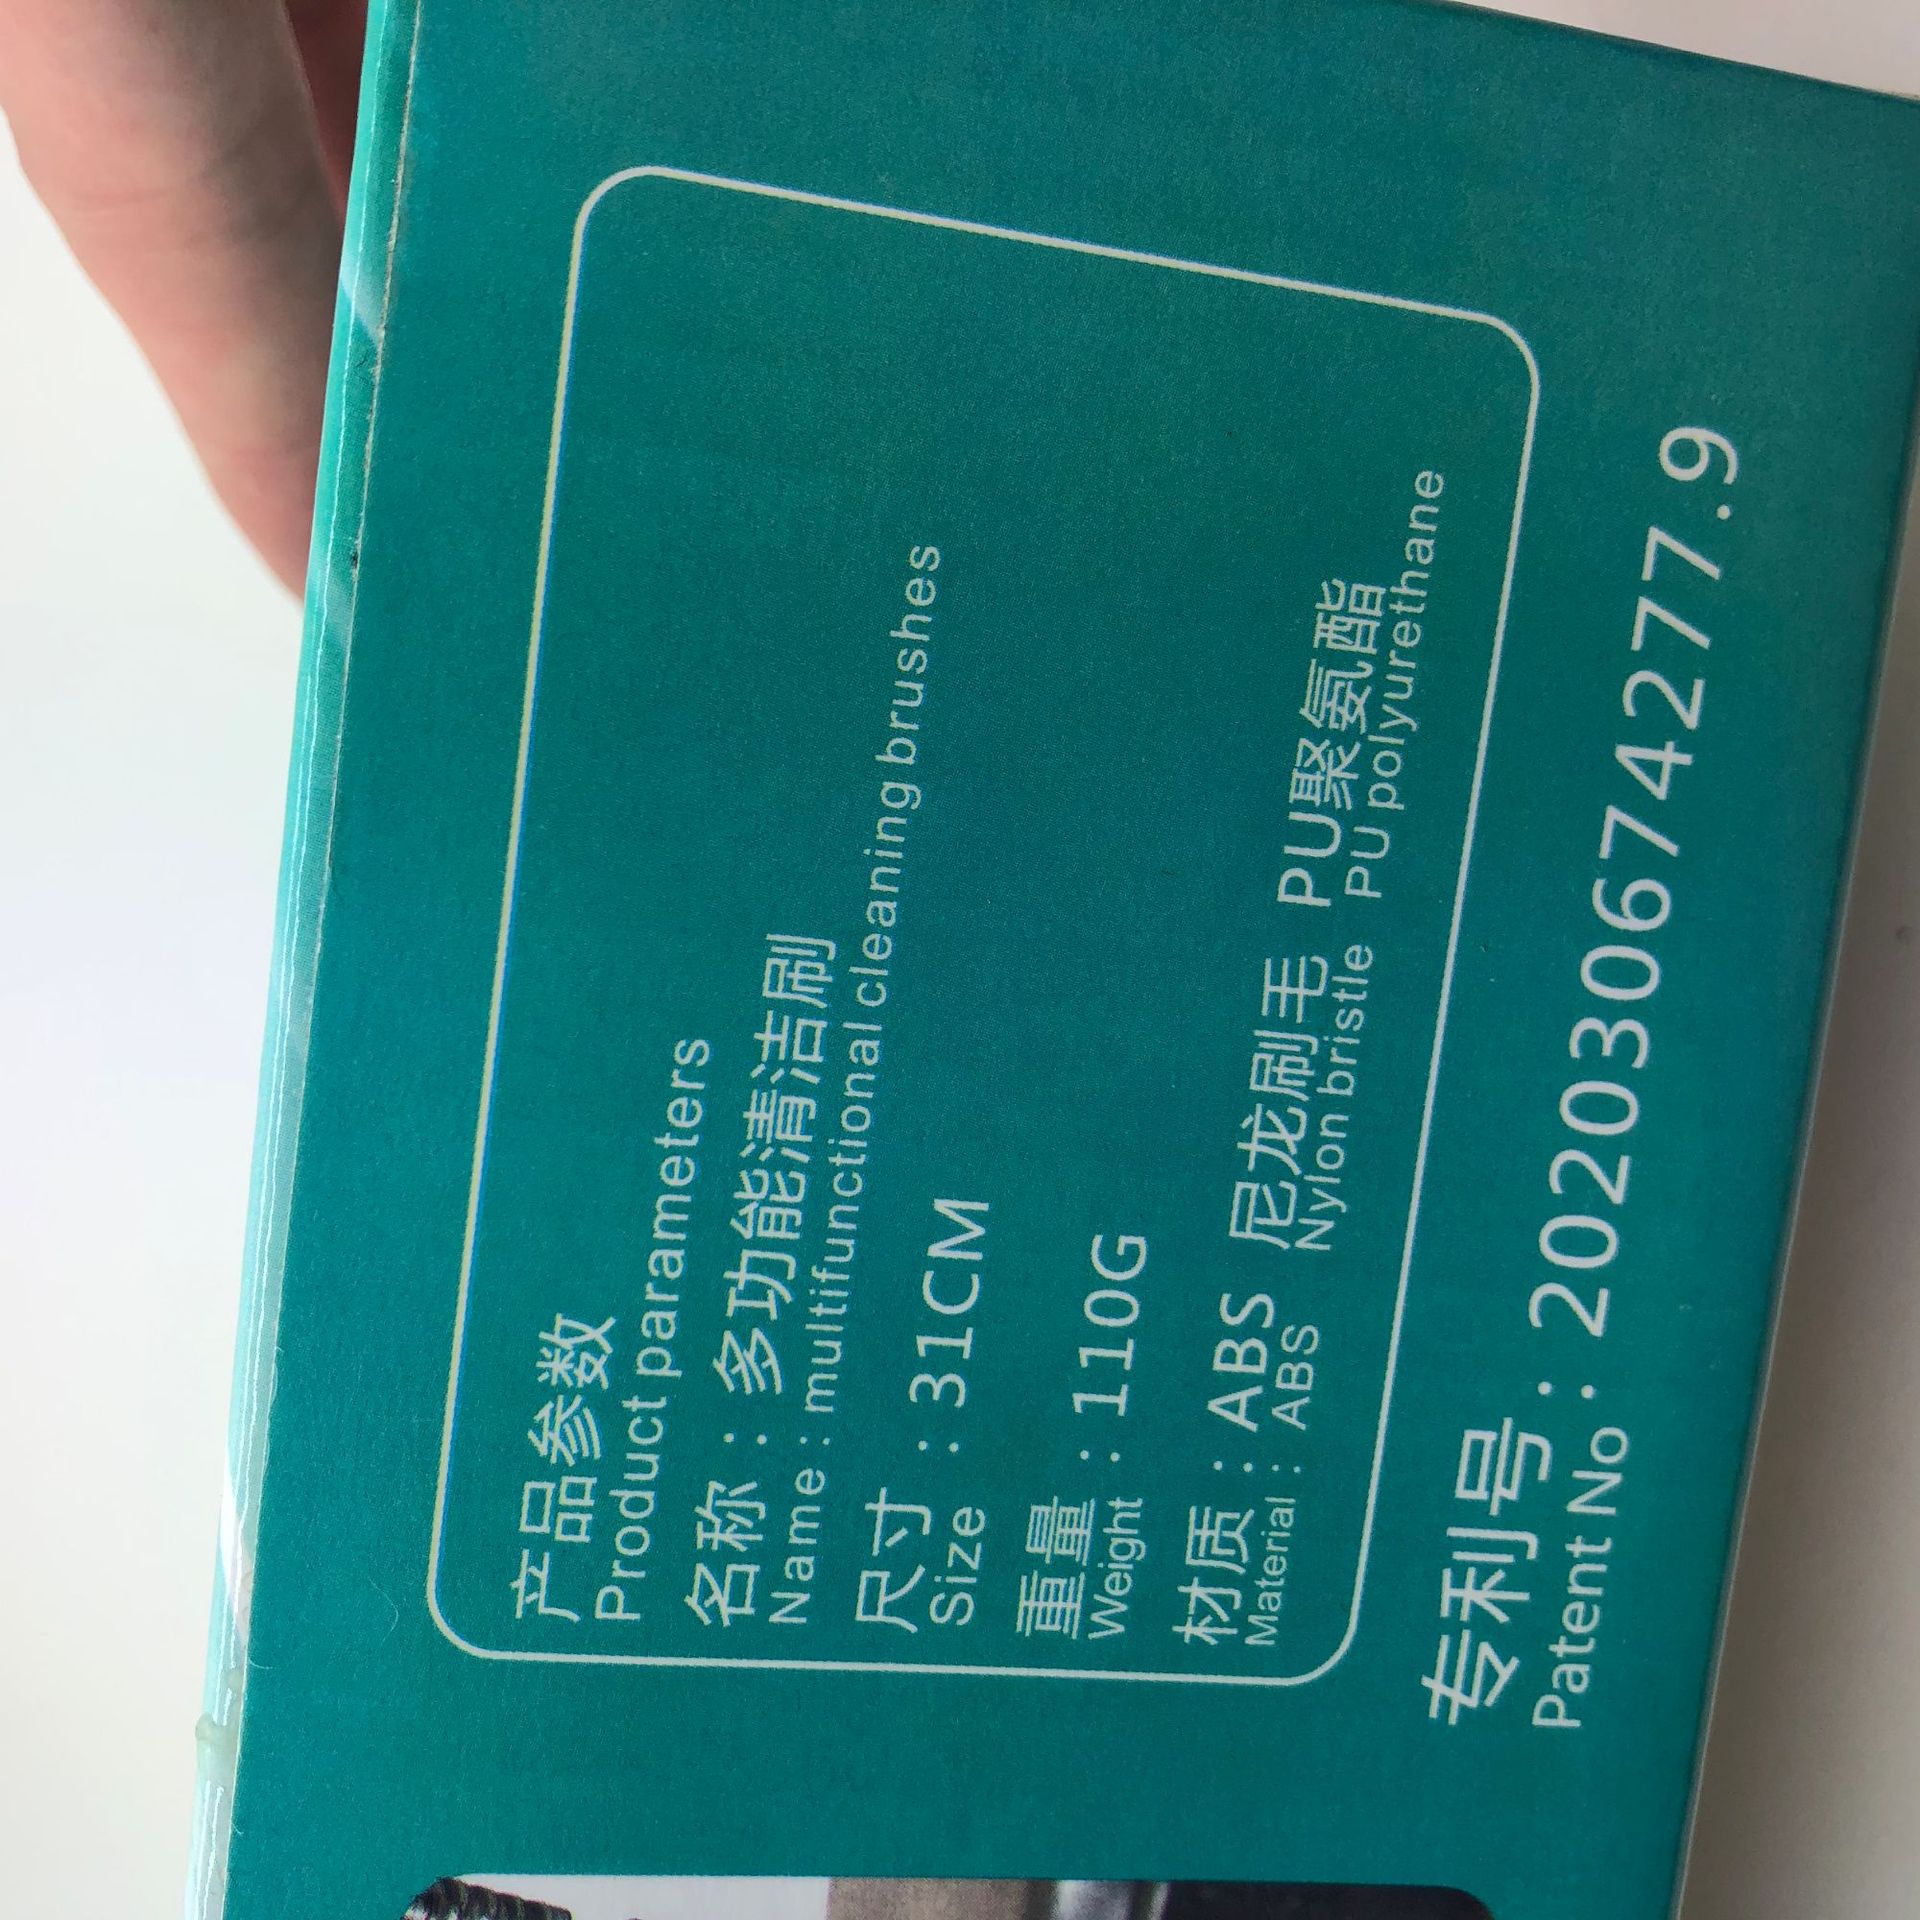 产品参数
Product parameters
名称：多功能清洁刷
Name : multifunctional cleaning brushes
尺寸：31CM
Size
重量：110G
Weight
材质：ABS 尼龙刷毛 PU聚氨酯
Material : ABS Nylon bristle PU polyurethane
专利号：202030674277.9
Patent No